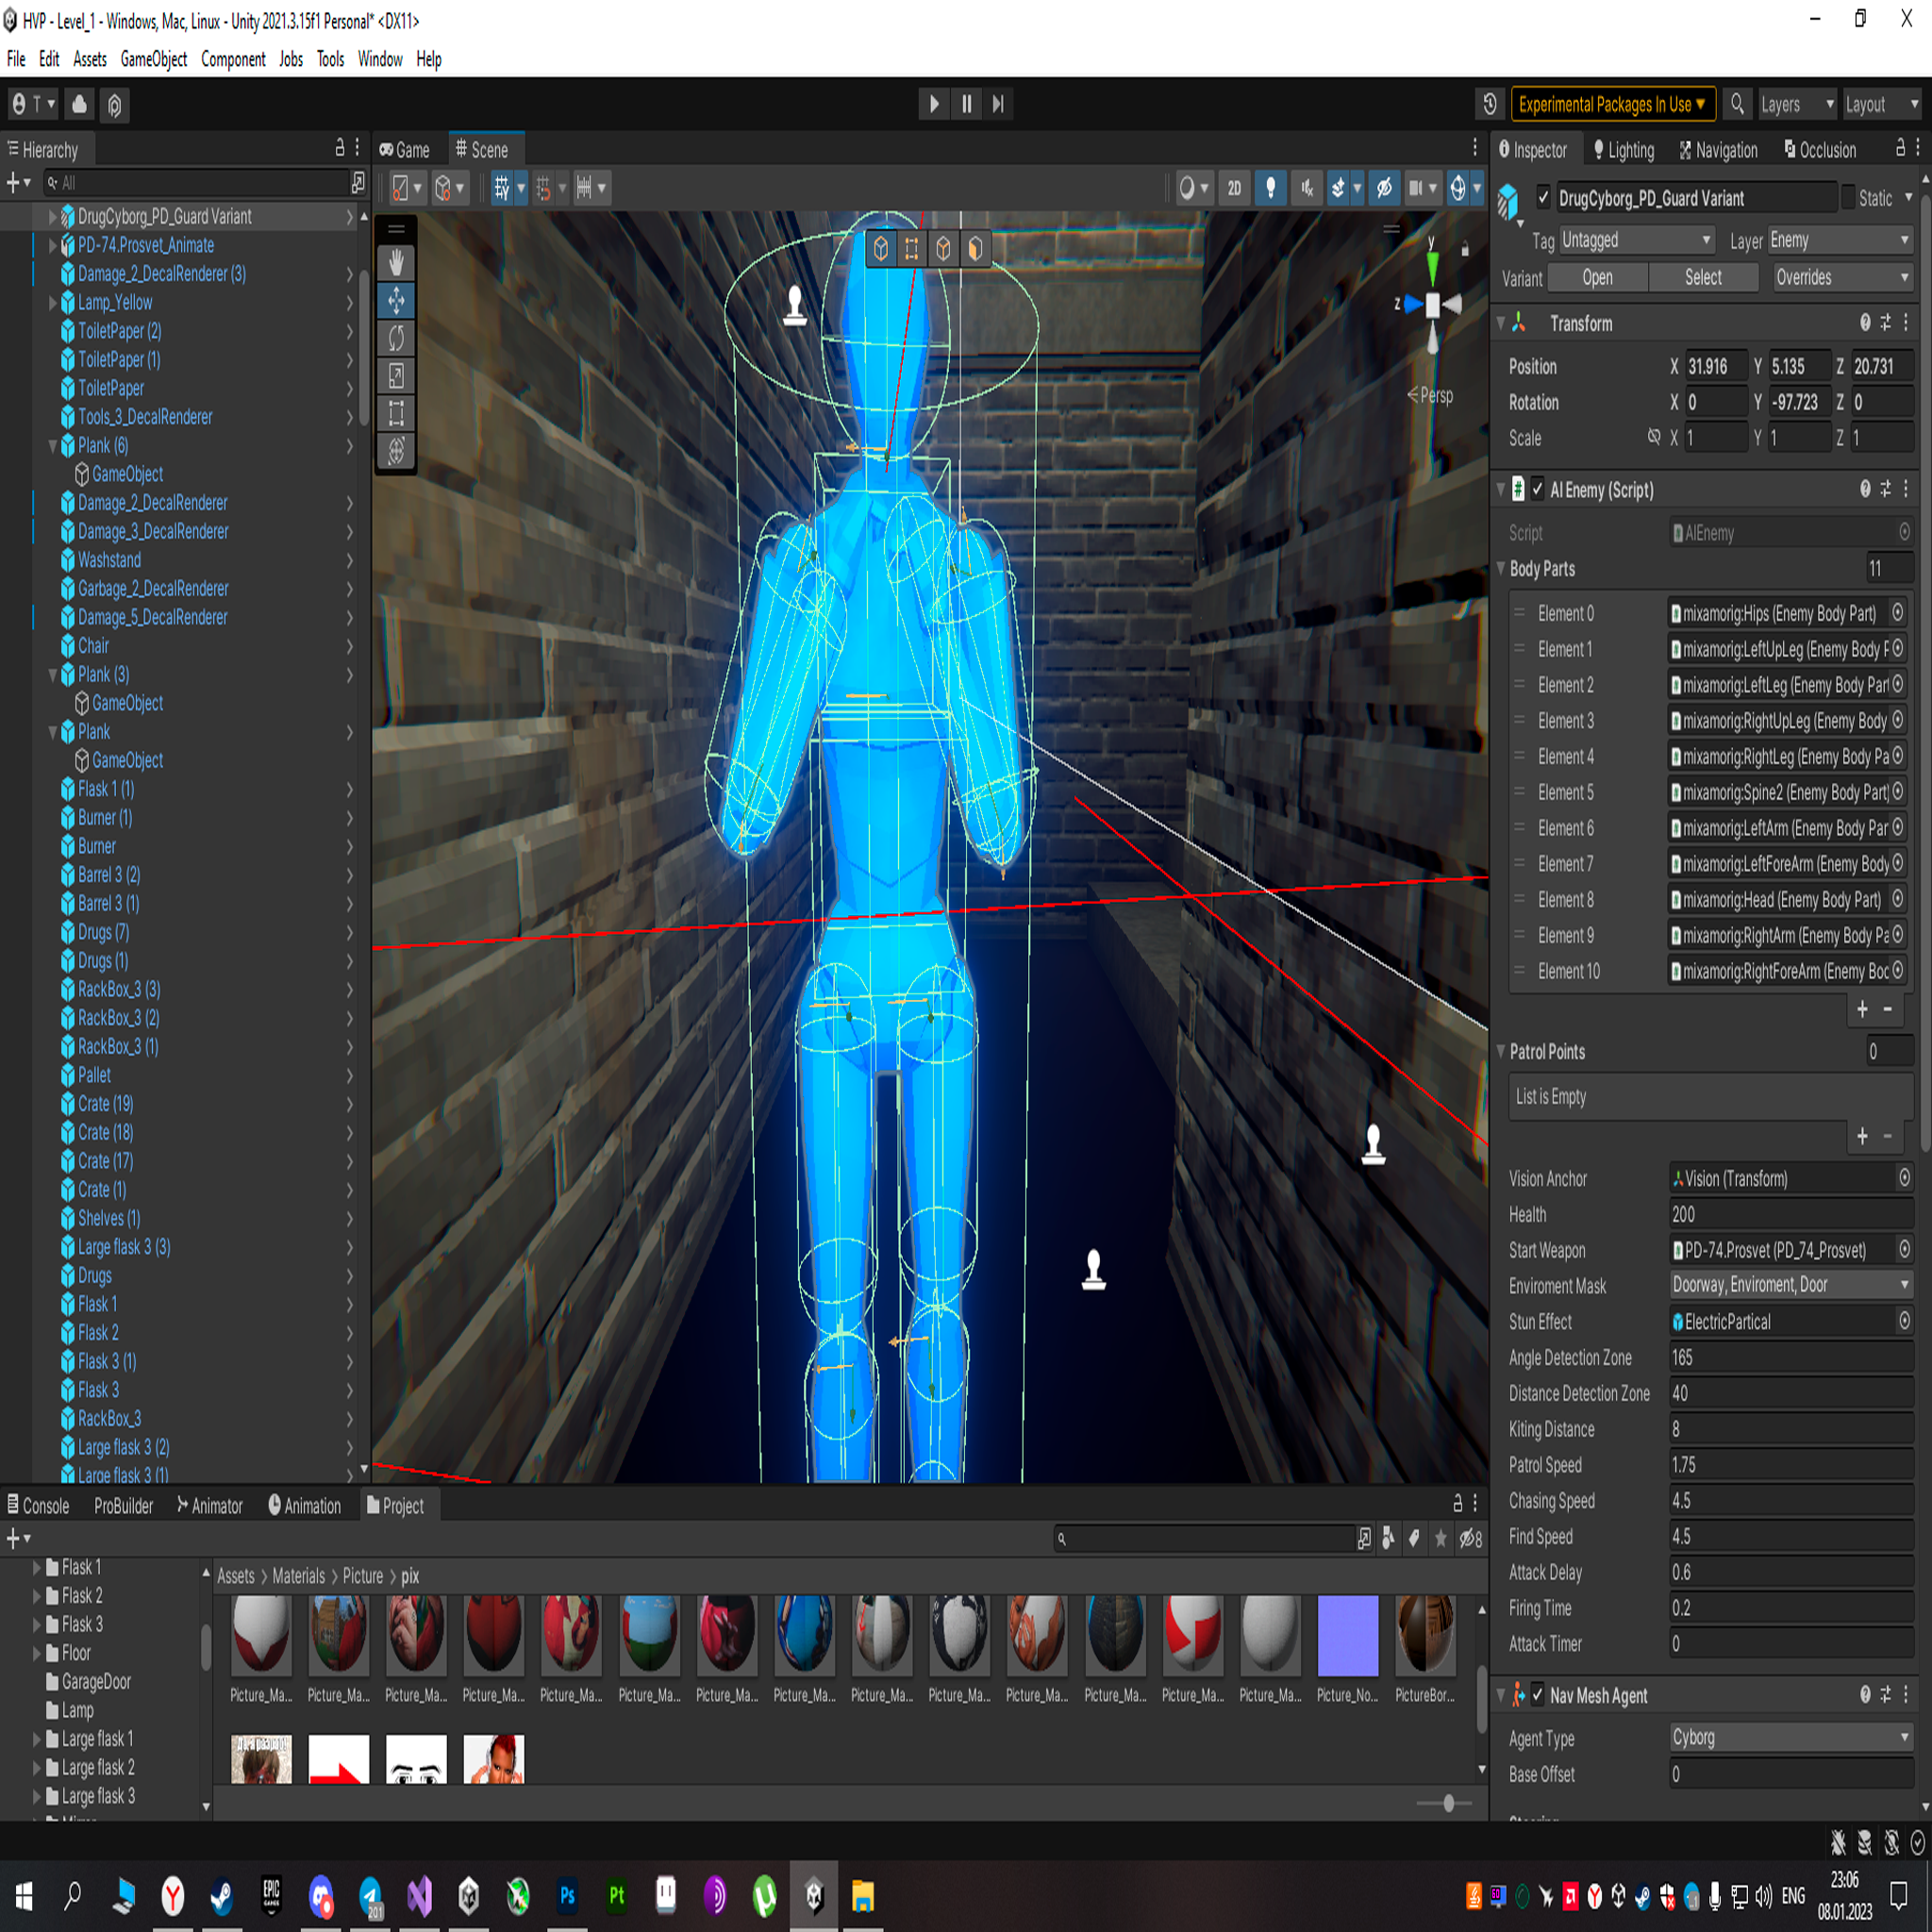 HVP - Level_1 - Windows, Mac, Linux - Unity 2021.3.15f1 Personal* <DX11>
File Edit Assets GameObject Component Jobs Tools Window Help
T
Experimental Packages In Use
Layers
Layout
Hierarchy
All
DrugCyborg_PD_Guard Variant
PD-74.Prosvet_Animate
Damage_2_DecalRenderer (3)
Lamp_Yellow
ToiletPaper (2)
ToiletPaper (1)
ToiletPaper
Tools_3_DecalRenderer
Plank (6)
GameObject
Damage_2_DecalRenderer
Damage_3_DecalRenderer
Washstand
Garbage_2_DecalRenderer
Damage_5_DecalRenderer
Chair
Plank (3)
GameObject
Plank
GameObject
Flask 1 (1)
Burner (1)
Burner
Barrel 3 (2)
Barrel 3 (1)
Drugs (7)
Drugs (1)
RackBox_3 (3)
RackBox_3 (2)
RackBox_3 (1)
Pallet
Crate (19)
Crate (18)
Crate (17)
Crate (1)
Shelves (1)
Large flask 3 (3)
Drugs
Flask 1
Flask 2
Flask 3 (1)
Flask 3
RackBox_3
Large flask 3 (2)
Large flask 3 (1)
Game Scene
2D
y
z
Persp
Inspector Lighting Navigation Occlusion
DrugCyborg_PD_Guard Variant Static
Tag Untagged Layer Enemy
Variant Open Select Overrides
Transform
Position X 31.916 Y 5.135 Z 20.731
Rotation X 0 Y -97.723 Z 0
Scale X 1 Y 1 Z 1
AI Enemy (Script)
Script AIEnemy
Body Parts 11
Element 0 mixamorig:Hips (Enemy Body Part)
Element 1 mixamorig:LeftUpLeg (Enemy Body F
Element 2 mixamorig:LeftLeg (Enemy Body Part
Element 3 mixamorig:RightUpLeg (Enemy Body
Element 4 mixamorig:RightLeg (Enemy Body Pa
Element 5 mixamorig:Spine2 (Enemy Body Part)
Element 6 mixamorig:LeftArm (Enemy Body Par
Element 7 mixamorig:LeftForeArm (Enemy Body
Element 8 mixamorig:Head (Enemy Body Part)
Element 9 mixamorig:RightArm (Enemy Body Pa
Element 10 mixamorig:RightForeArm (Enemy Boc
Patrol Points 0
List is Empty
Vision Anchor Vision (Transform)
Health 200
Start Weapon PD-74.Prosvet (PD_74_Prosvet)
Enviroment Mask Doorway, Enviroment, Door
Stun Effect ElectricPartical
Angle Detection Zone 165
Distance Detection Zone 40
Kiting Distance 8
Patrol Speed 1.75
Chasing Speed 4.5
Find Speed 4.5
Attack Delay 0.6
Firing Time 0.2
Attack Timer 0
Nav Mesh Agent
Agent Type Cyborg
Base Offset 0
Console ProBuilder Animator Animation Project
8
Flask 1
Flask 2
Flask 3
Floor
GarageDoor
Lamp
Large flask 1
Large flask 2
Large flask 3
Assets > Materials > Picture > pix
Picture_Ma... Picture_Ma... Picture_Ma... Picture_Ma... Picture_Ma... Picture_Ma... Picture_Ma... Picture_Ma... Picture_Ma... Picture_Ma... Picture_Ma... Picture_Ma... Picture_Ma... Picture_Ma... Picture_No... PictureBor...
Y
EPIC GAMES
201
Ps
Pt
ENG
23:06
08.01.2023